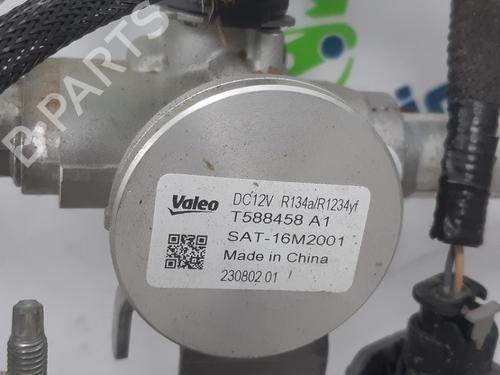 Valeo DC12V R134a/R1234yf
T588458 A1
SAT-16M2001
Made in China
230802 01
B-PARTS